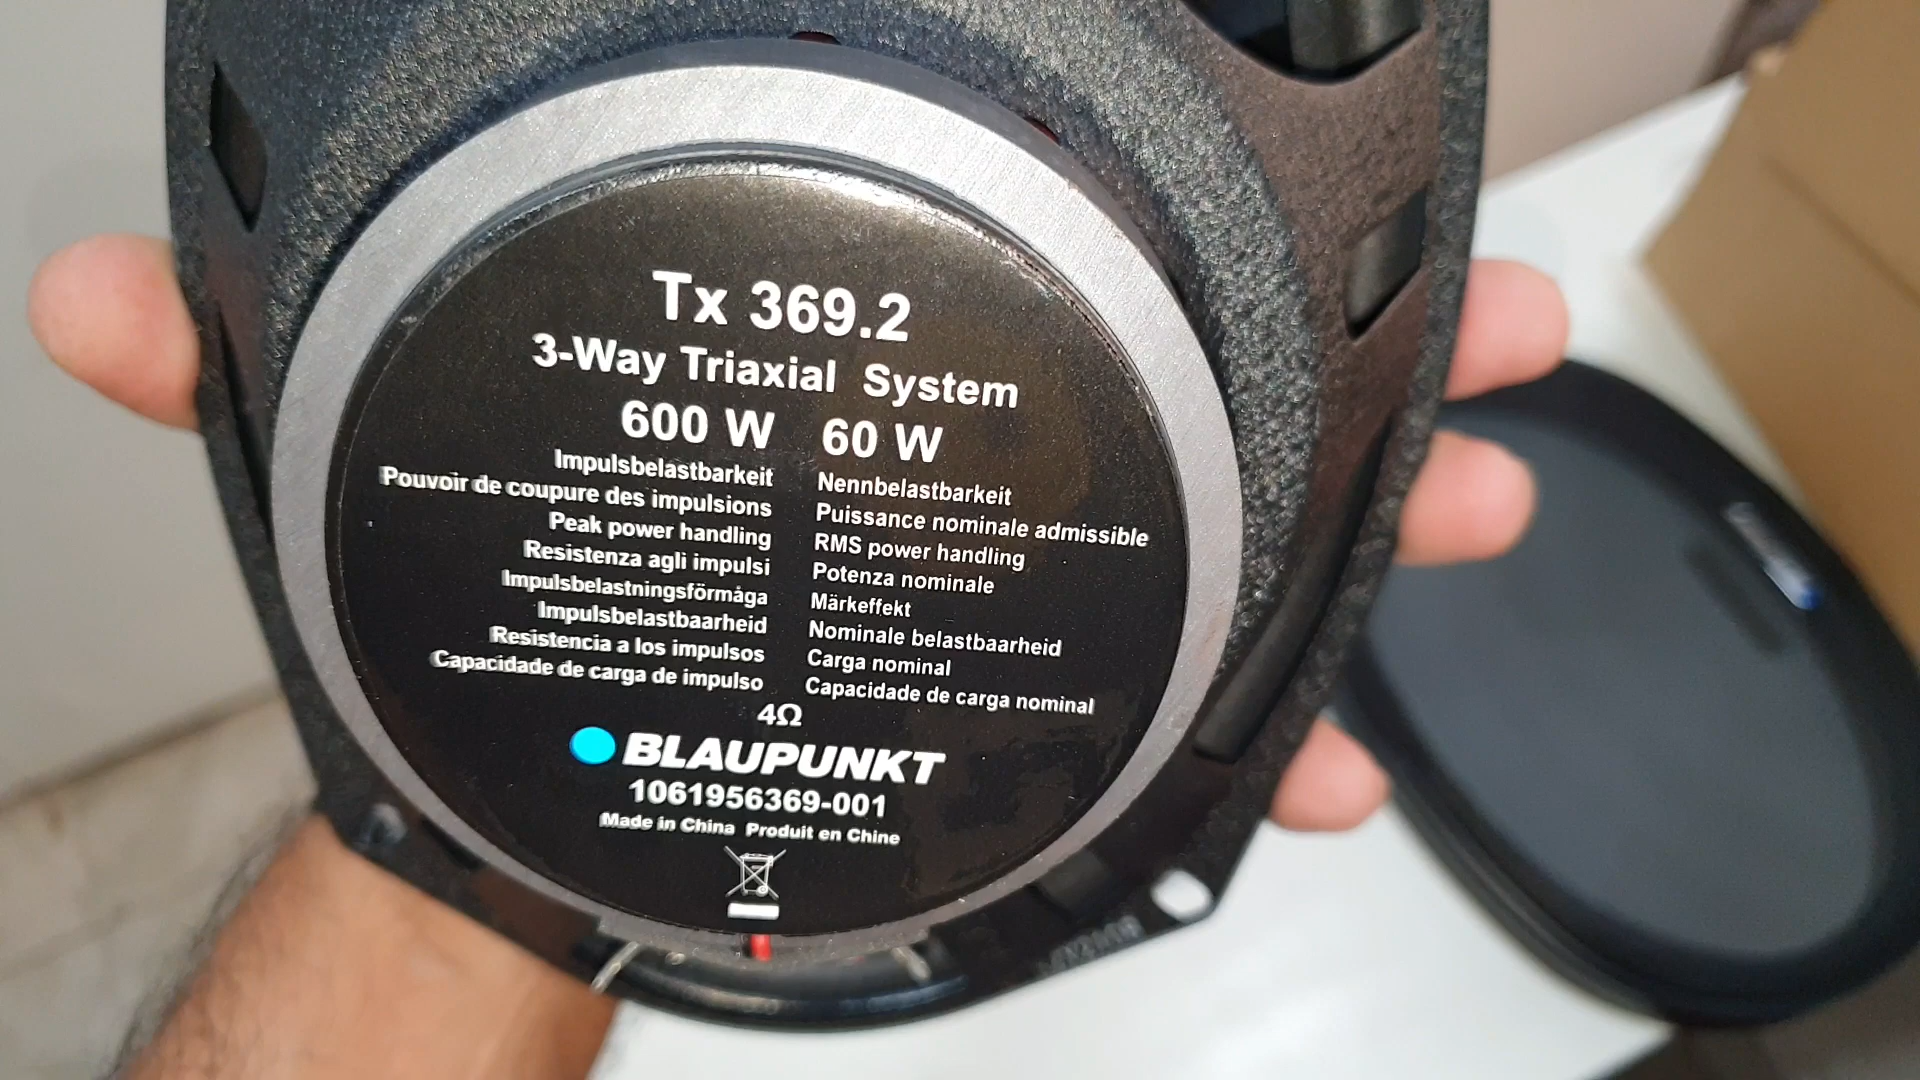 Tx 369.2
3-Way Triaxial System
600 W 60 W
Impulsbelastbarkeit Nennbelastbarkeit
Pouvoir de coupure des impulsions Puissance nominale admissible
Peak power handling RMS power handling
Resistenza agli impulsi Potenza nominale
Impulsbelastningsförmåga Märkeffekt
Impulsbelastbaarheid Nominale belastbaarheid
Resistencia a los impulsos Carga nominal
Capacidade de carga de impulso Capacidade de carga nominal
4Ω
BLAUPUNKT
1061956369-001
Made in China Produit en Chine